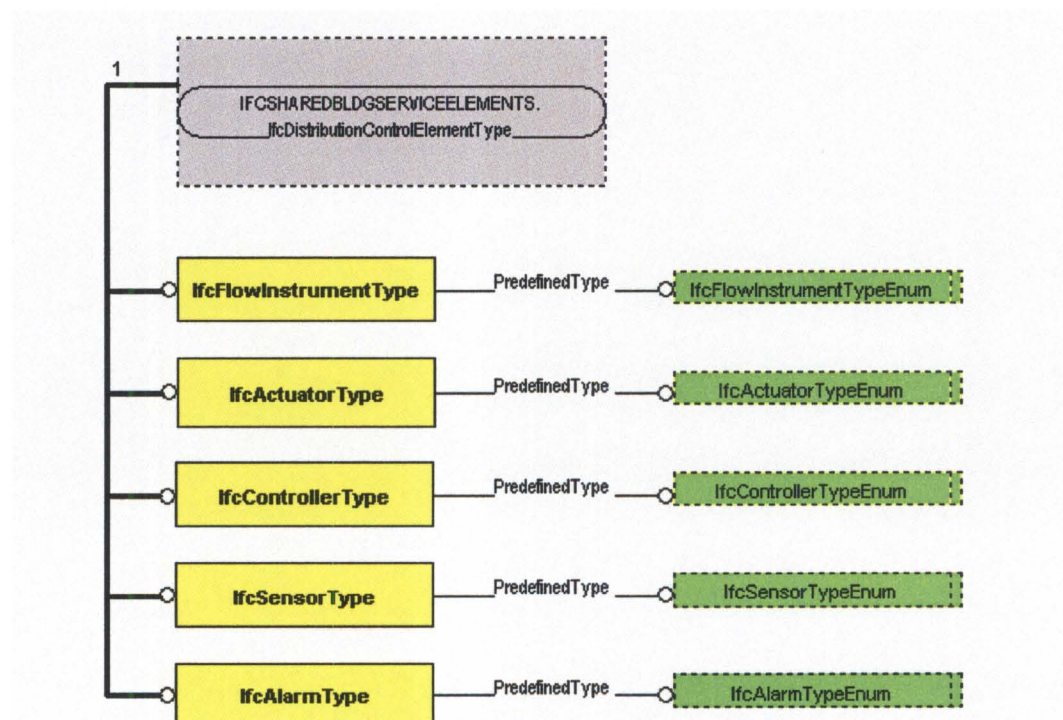 1
IFCSHAREDBLDGSERVICEELEMENTS.
IfcDistributionControlElementType
IfcFlowInstrumentType
PredefinedType
IfcFlowInstrumentTypeEnum
IfcActuatorType
PredefinedType
IfcActuatorTypeEnum
IfcControllerType
PredefinedType
IfcControllerTypeEnum
IfcSensorType
PredefinedType
IfcSensorTypeEnum
IfcAlarmType
PredefinedType
IfcAlarmTypeEnum